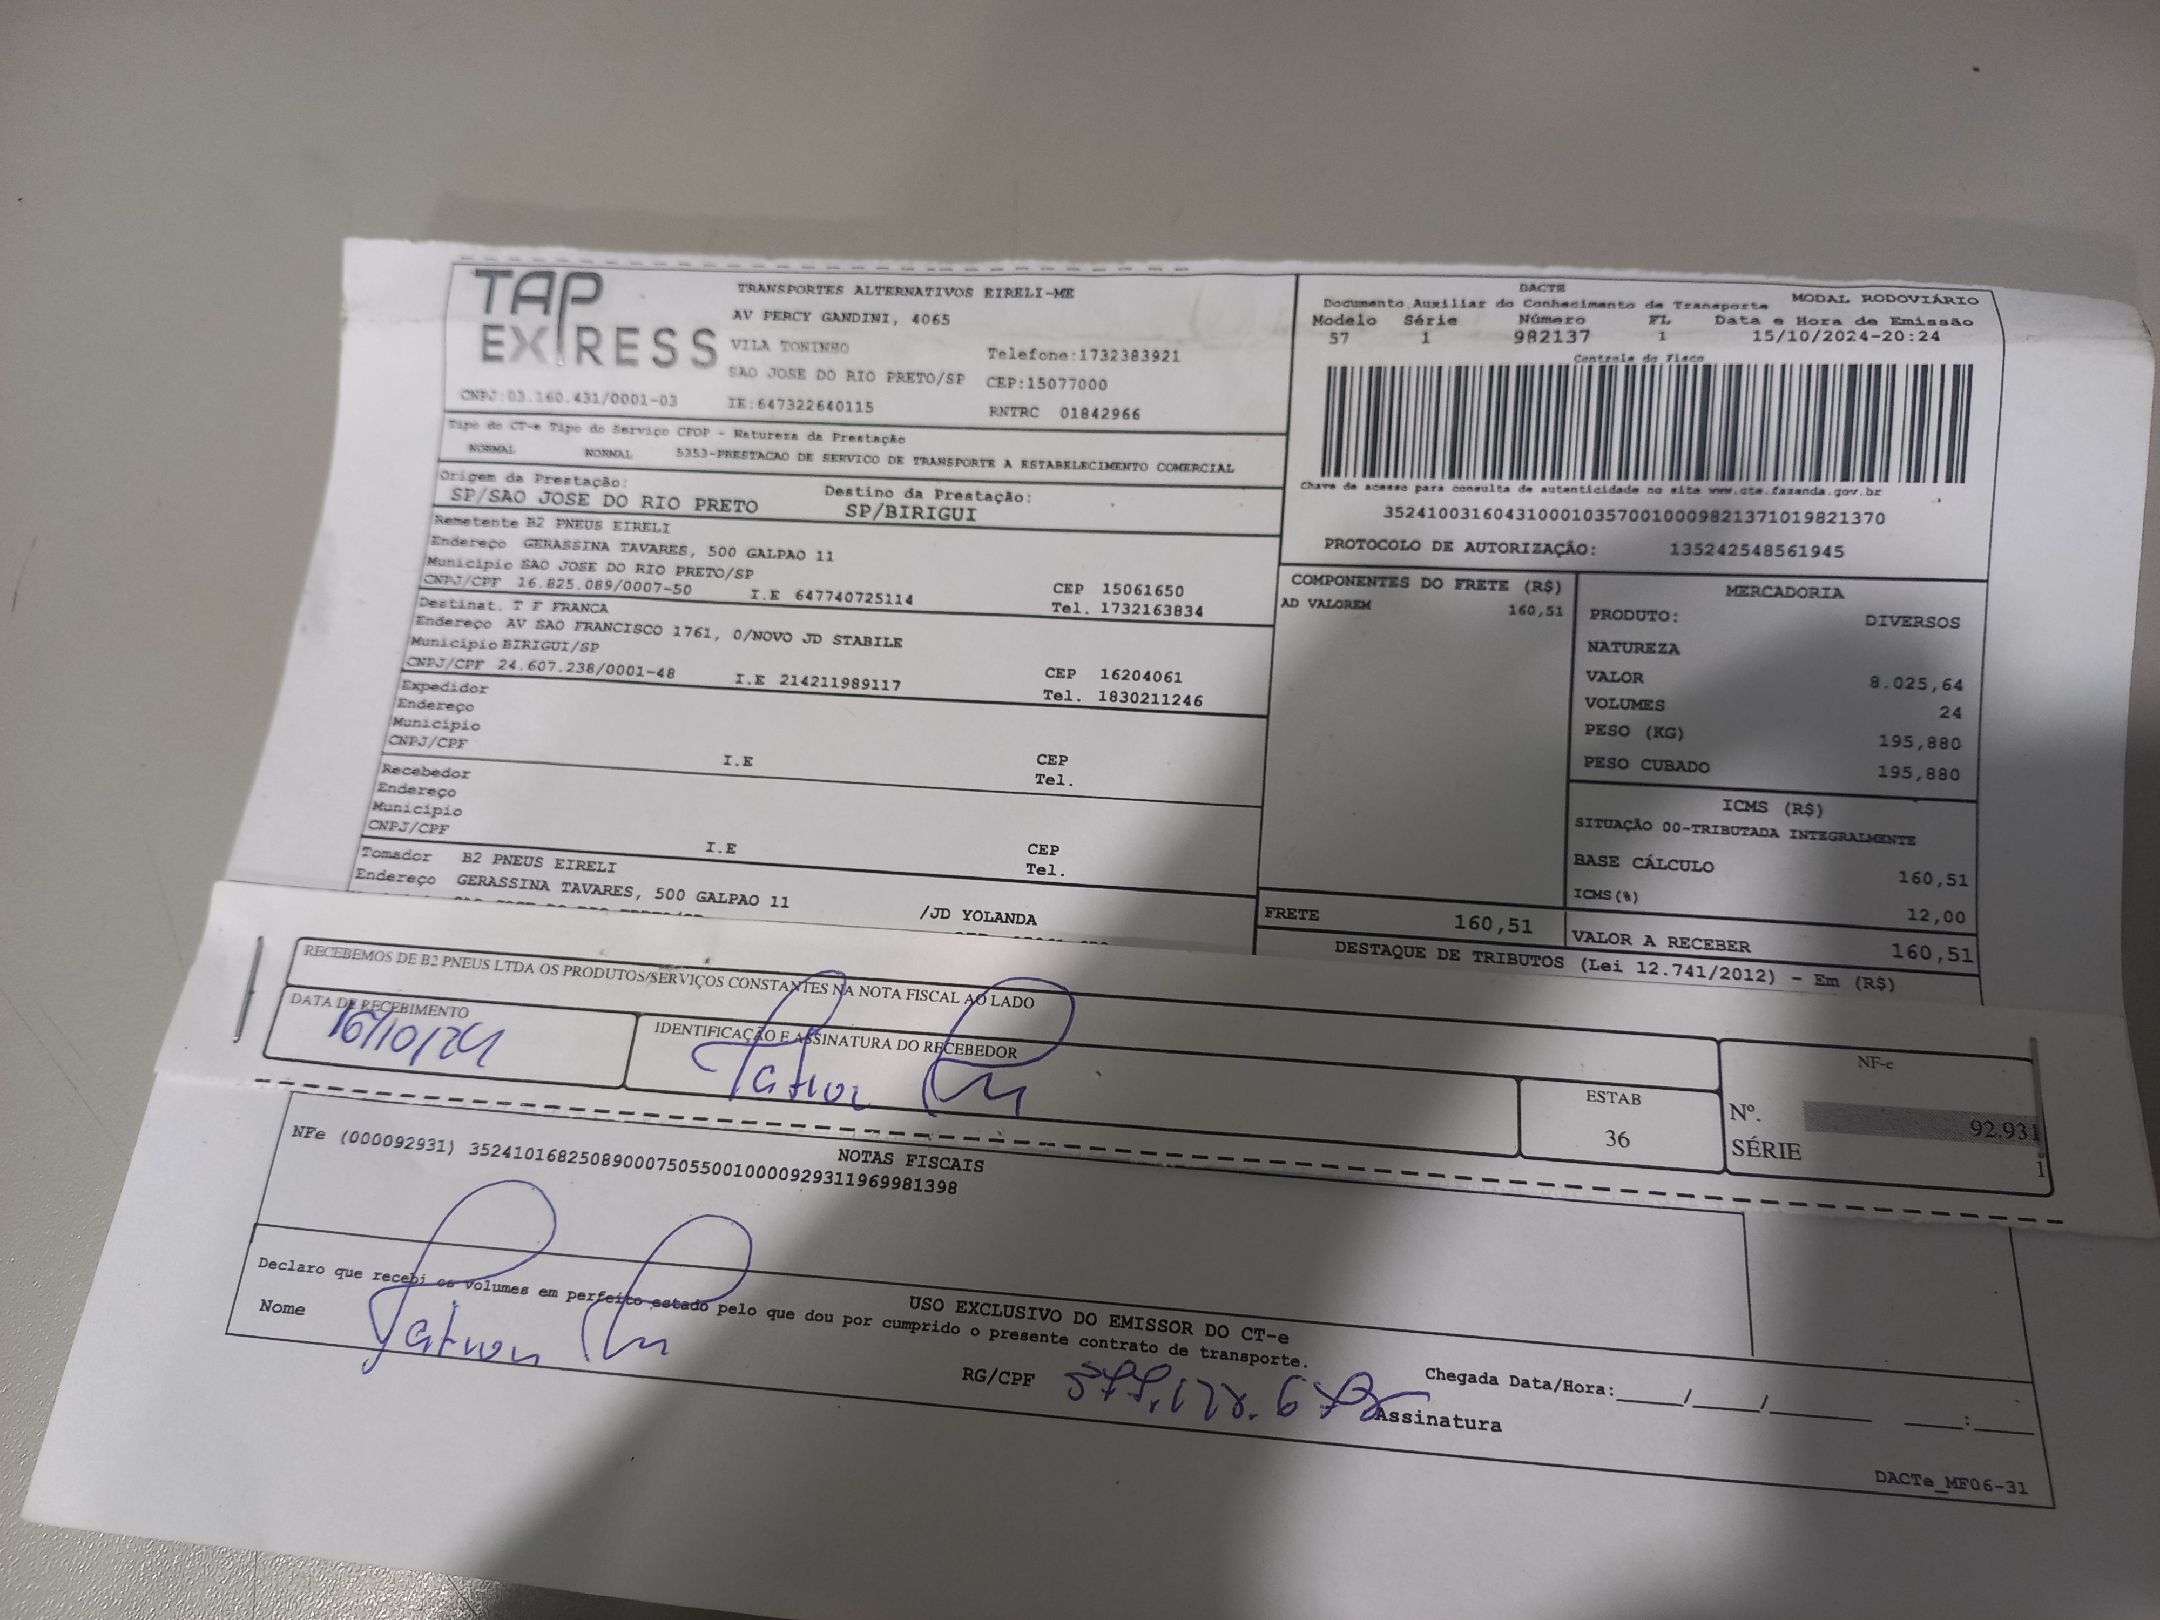 TAP
EXPRESS
TRANSPORTES ALTERNATIVOS EIRELI-ME
AV PERCY GANDINI, 4065
VILA TONINHO
Telefone:1732383921
SAO JOSE DO RIO PRETO/SP CEP:15077000
CNPJ:03.160.431/0001-03 IE:647322640115 RNTRC 01842966
DACTE
Documento Auxiliar do Conhecimento de Transporte MODAL RODOVIÁRIO
Modelo Série Número FL Data e Hora de Emissão
57 1 982137 1 15/10/2024-20:24
Controle do Fisco
Chave de acesso para consulta de autenticidade no site www.cte.fazenda.gov.br
35241003160431000103570010009821371019821370
PROTOCOLO DE AUTORIZAÇÃO: 135242548561945
Tipo do CT-e Tipo do Serviço CFOP - Natureza da Prestação
NORMAL NORMAL 5353-PRESTACAO DE SERVICO DE TRANSPORTE A ESTABELECIMENTO COMERCIAL
Origem da Prestação: Destino da Prestação:
SP/SAO JOSE DO RIO PRETO SP/BIRIGUI
Remetente B2 PNEUS EIRELI
Endereço GERASSINA TAVARES, 500 GALPAO 11
Município SAO JOSE DO RIO PRETO/SP CEP 15061650
CNPJ/CPF 16.825.089/0007-50 I.E 647740725114 Tel. 1732163834
Destinat. T F FRANCA
Endereço AV SAO FRANCISCO 1761, 0/NOVO JD STABILE
Município BIRIGUI/SP CEP 16204061
CNPJ/CPF 24.607.238/0001-48 I.E 214211989117 Tel. 1830211246
Expedidor
Endereço
Município CEP
CNPJ/CPF I.E Tel.
Recebedor
Endereço
Município CEP
CNPJ/CPF I.E Tel.
Tomador B2 PNEUS EIRELI
Endereço GERASSINA TAVARES, 500 GALPAO 11 /JD YOLANDA
COMPONENTES DO FRETE (R$)
AD VALOREM 160,51
FRETE 160,51
MERCADORIA
PRODUTO: DIVERSOS
NATUREZA
VALOR 8.025,64
VOLUMES 24
PESO (KG) 195,880
PESO CUBADO 195,880
ICMS (R$)
SITUAÇÃO 00-TRIBUTADA INTEGRALMENTE
BASE CÁLCULO 160,51
ICMS(%) 12,00
VALOR A RECEBER 160,51
DESTAQUE DE TRIBUTOS (Lei 12.741/2012) - Em (R$)
RECEBEMOS DE B2 PNEUS LTDA OS PRODUTOS/SERVIÇOS CONSTANTES NA NOTA FISCAL AO LADO
DATA DE RECEBIMENTO
16/10/24
IDENTIFICAÇÃO E ASSINATURA DO RECEBEDOR
ESTAB
36
NF-e
Nº. 92.931
SÉRIE 1
NOTAS FISCAIS
NFe (000092931) 35241016825089000750550010000929311969981398
USO EXCLUSIVO DO EMISSOR DO CT-e
Declaro que recebi os volumes em perfeito estado pelo que dou por cumprido o presente contrato de transporte.
Nome
RG/CPF
Assinatura
Chegada Data/Hora:____/____/______ ___:____
DACTe_MF06-31